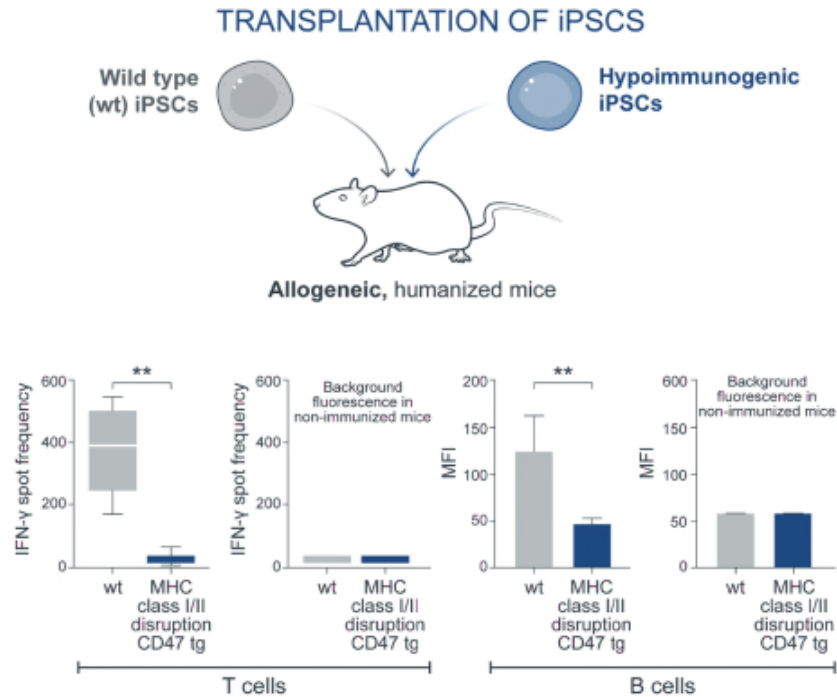 TRANSPLANTATION OF iPSCS
Wild type
(wt) iPSCs
Hypoimmunogenic
iPSCs
Allogeneic, humanized mice
IFN-γ spot frequency
600
400
200
0
**
wt
MHC
class I/II
disruption
CD47 tg
IFN-γ spot frequency
600
400
200
0
Background
fluorescence in
non-immunized mice
wt
MHC
class I/II
disruption
CD47 tg
T cells
MFI
200
150
100
50
0
**
wt
MHC
class I/II
disruption
CD47 tg
MFI
600
150
100
50
0
Background
fluorescence in
non-immunized mice
wt
MHC
class I/II
disruption
CD47 tg
B cells